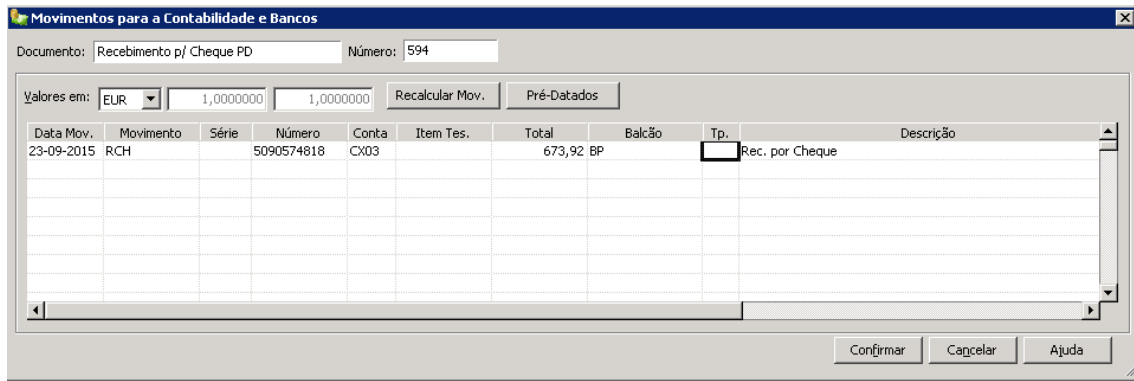 Movimentos para a Contabilidade e Bancos
Documento: Recebimento p/ Cheque PD Número: 594
Valores em: EUR 1,0000000 1,0000000 Recalcular Mov. Pré-Datados
Data Mov. Movimento Série Número Conta Item Tes. Total Balcão Tp. Descrição
23-09-2015 RCH 5090574818 CX03 673,92 BP Rec. por Cheque
Confirmar Cancelar Ajuda